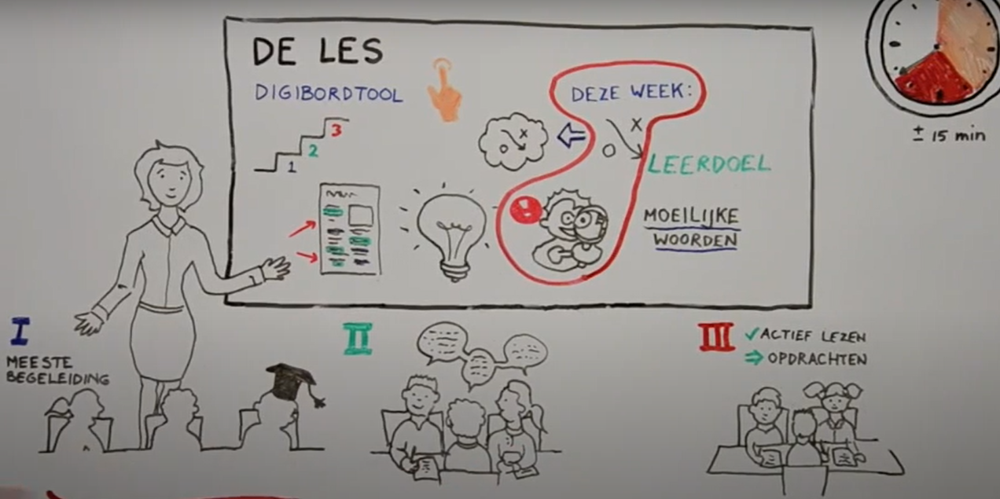 DE LES
DIGIBORDTOOL
DEZE WEEK:
1
2
3
X
O
X
O
LEERDOEL
MOEILIJKE
WOORDEN
± 15 min
I
MEESTE
BEGELEIDING
II
III
✓ ACTIEF LEZEN
⇒ OPDRACHTEN